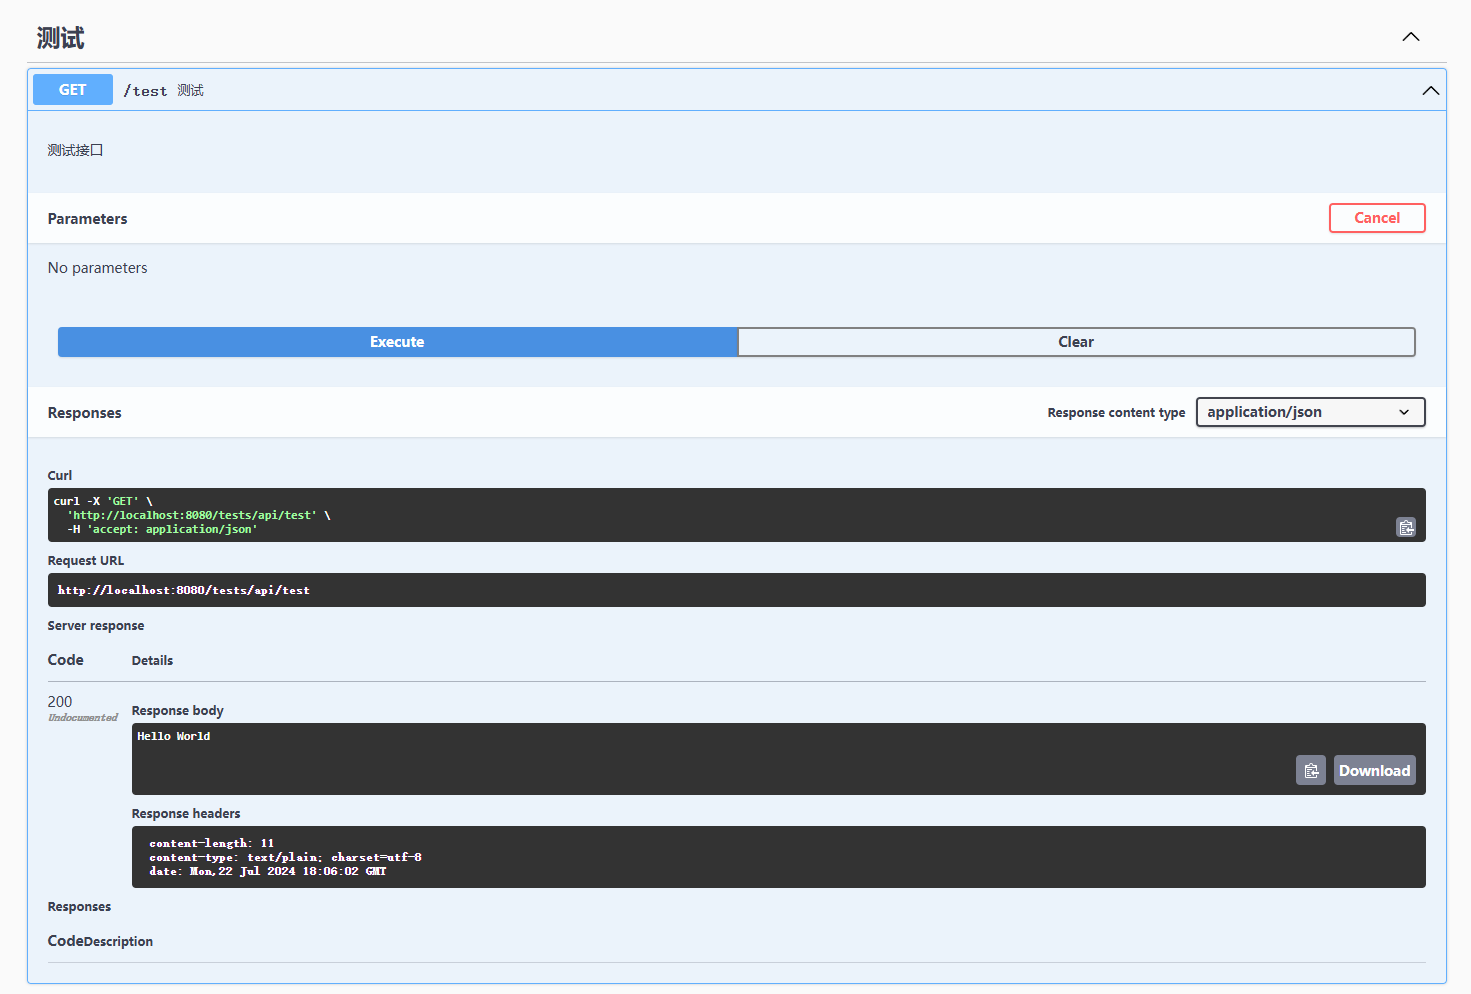 测试
GET /test 测试
测试接口
Parameters Cancel
No parameters
Execute Clear
Responses Response content type application/json
Curl
curl -X 'GET' \
'http://localhost:8080/tests/api/test' \
-H 'accept: application/json'
Request URL
http://localhost:8080/tests/api/test
Server response
Code Details
200
Undocumented
Response body
Hello World
Download
Response headers
content-length: 11
content-type: text/plain; charset=utf-8
date: Mon,22 Jul 2024 18:06:02 GMT
Responses
CodeDescription